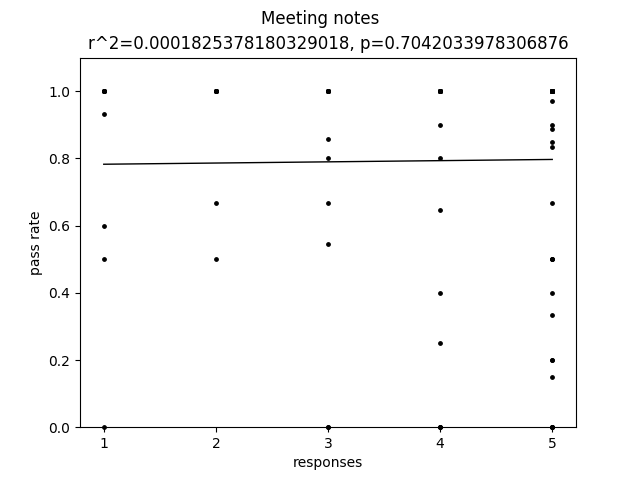 Meeting notes
r^2=0.0001825378180329018, p=0.7042033978306876
1.0
0.8
0.6
0.4
0.2
0.0
pass rate
1 2 3 4 5
responses